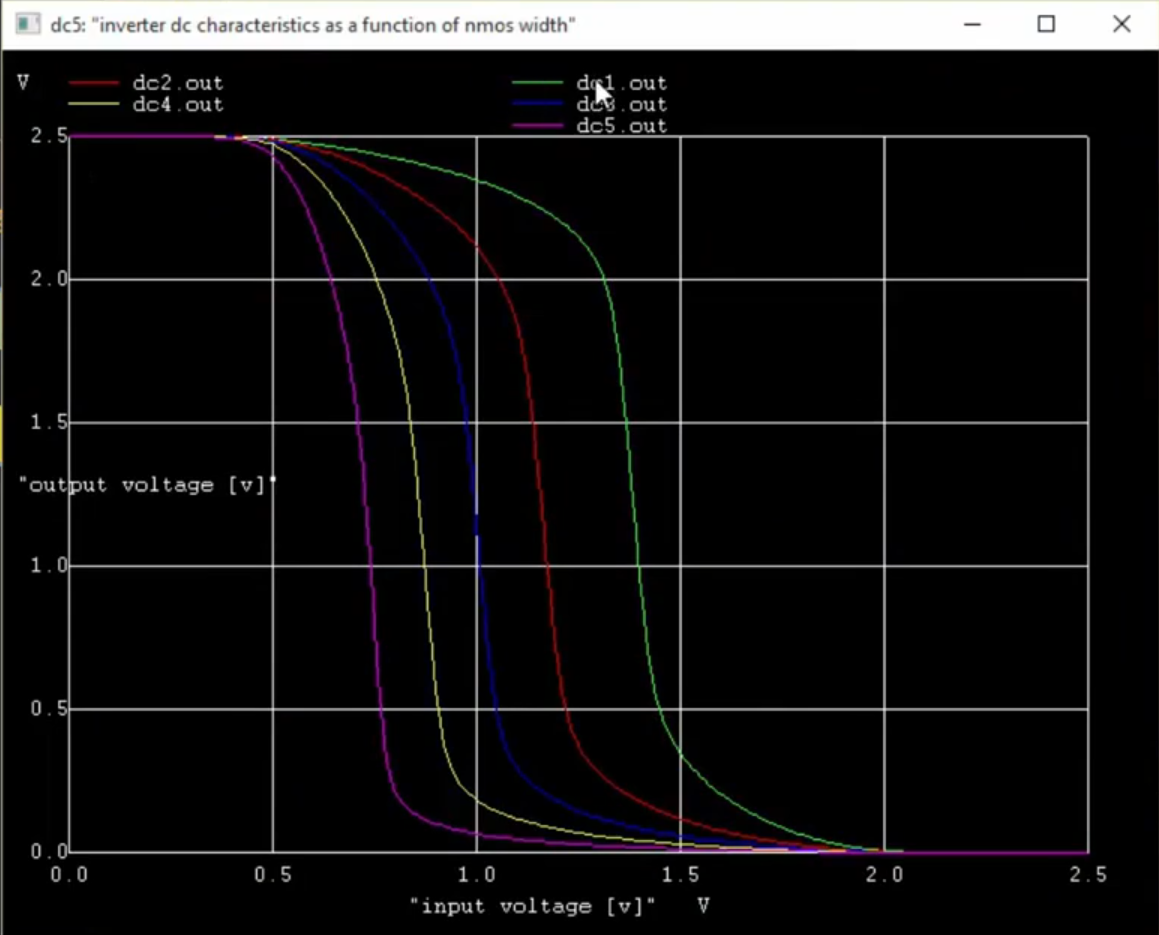 dc5: "inverter dc characteristics as a function of nmos width"
V dc2.out dc1.out
dc4.out dc3.out
dc5.out
2.5
2.0
1.5
"output voltage [v]"
1.0
0.5
0.0
0.0 0.5 1.0 1.5 2.0 2.5
"input voltage [v]" V